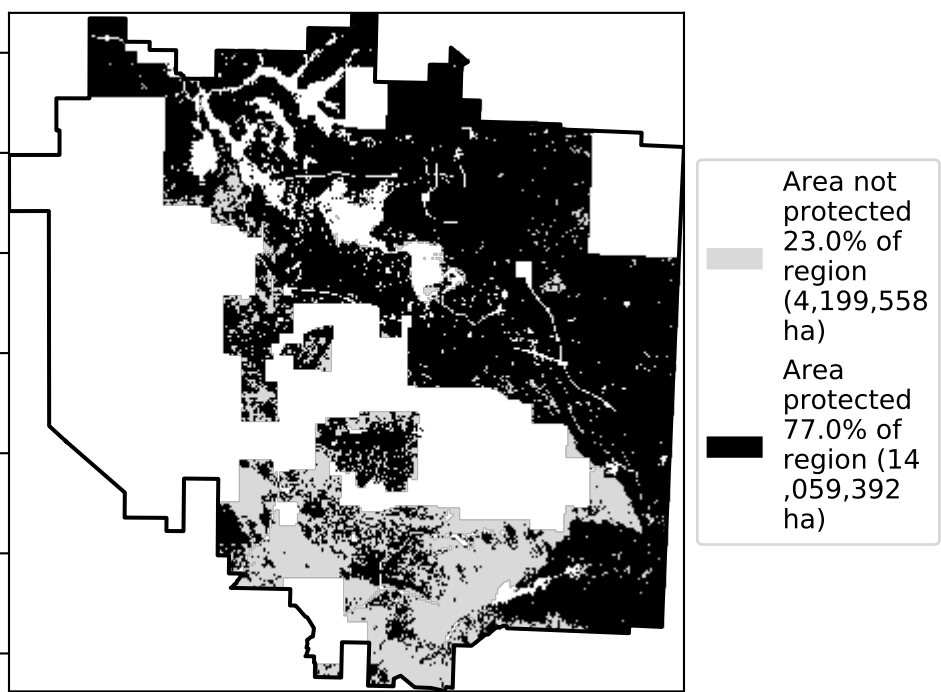 Area not
protected
23.0% of
region
(4,199,558
ha)
Area
protected
77.0% of
region (14
,059,392
ha)